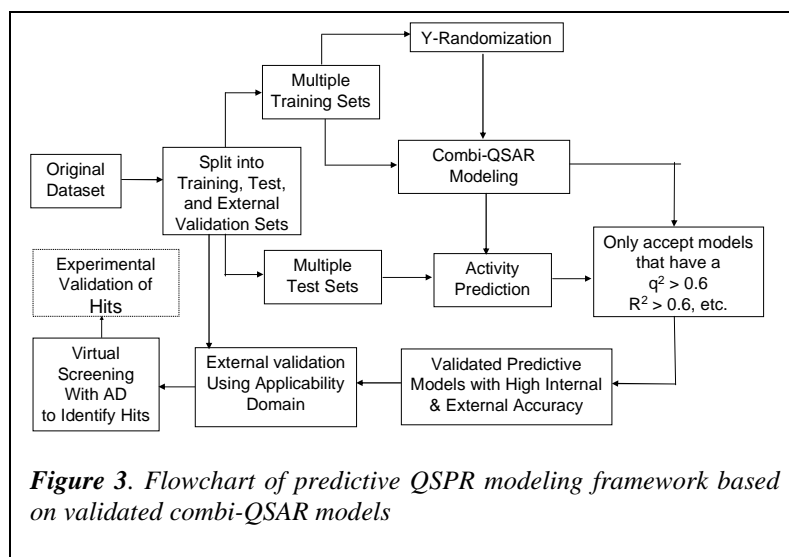 Y-Randomization
Multiple
Training Sets
Original
Dataset
Split into
Training, Test,
and External
Validation Sets
Combi-QSAR
Modeling
Experimental
Validation of
Hits
Multiple
Test Sets
Activity
Prediction
Only accept models
that have a
q² > 0.6
R² > 0.6, etc.
Virtual
Screening
With AD
to Identify Hits
External validation
Using Applicability
Domain
Validated Predictive
Models with High Internal
& External Accuracy
Figure 3. Flowchart of predictive QSPR modeling framework based
on validated combi-QSAR models